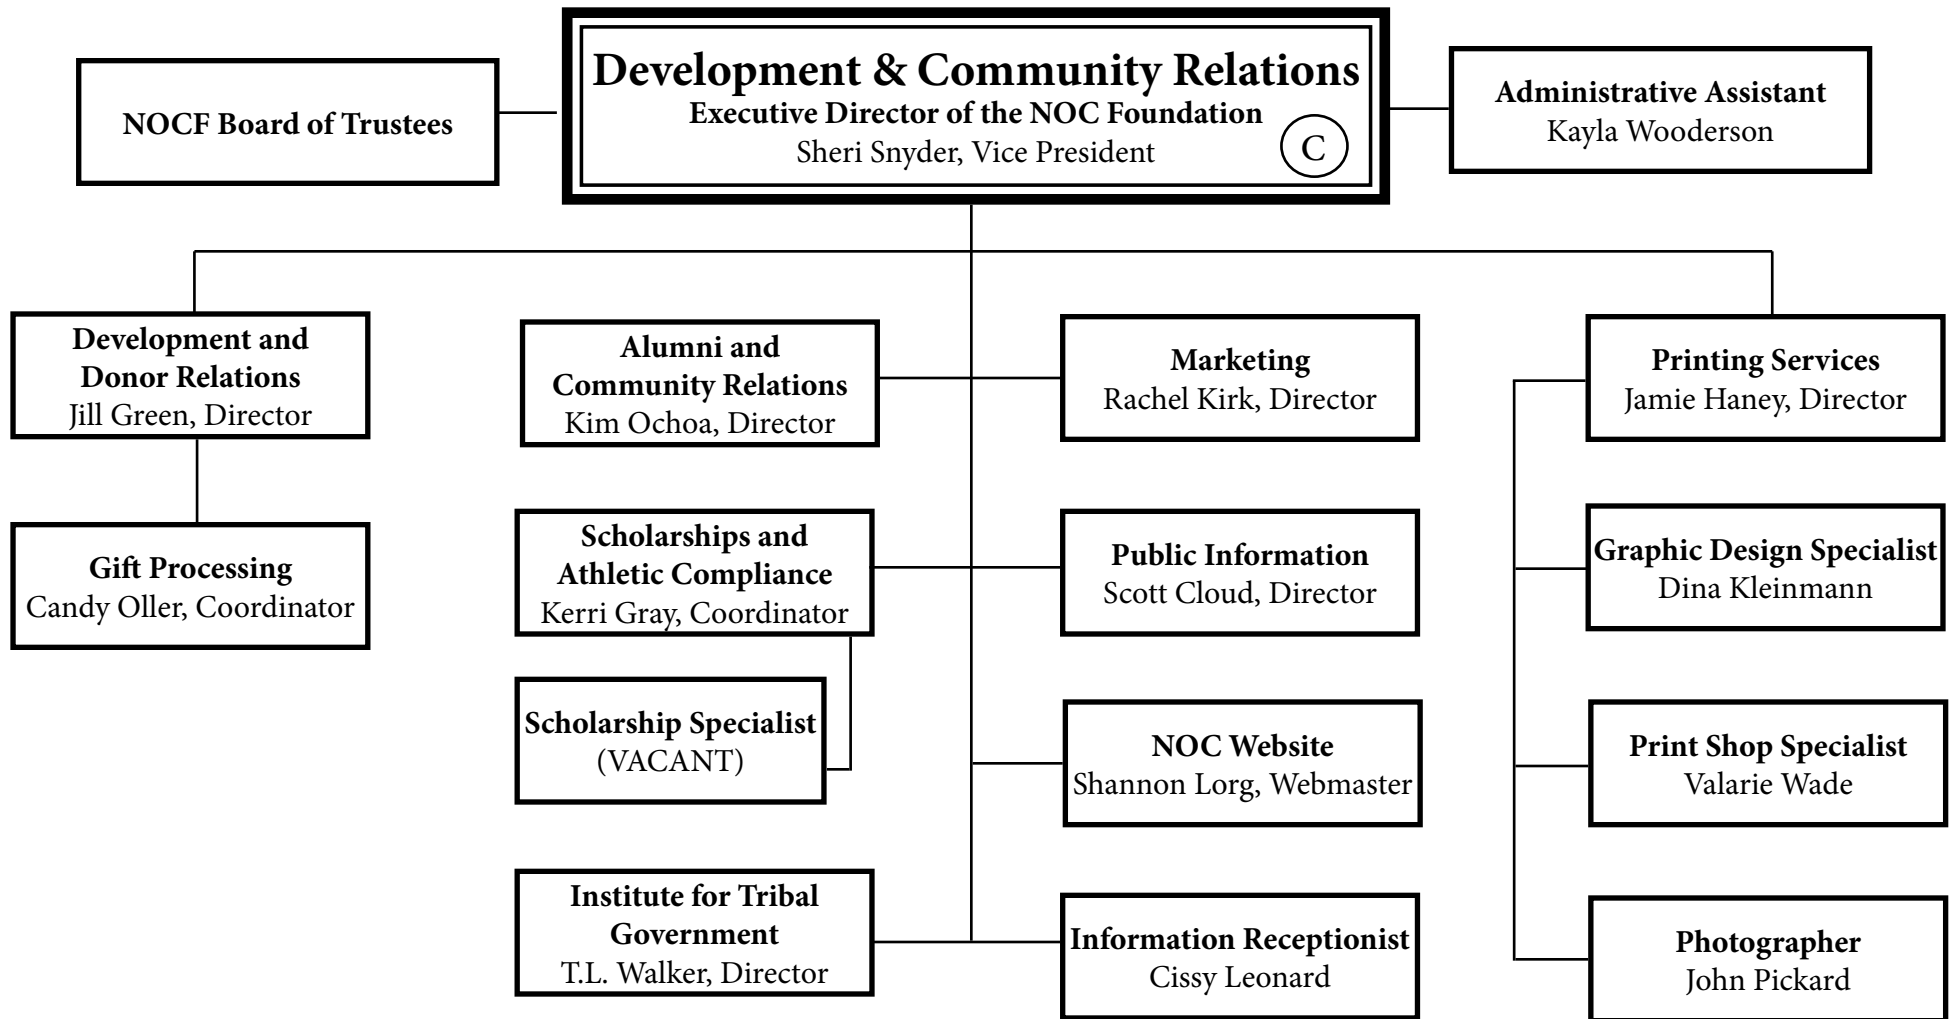 Development & Community Relations
Executive Director of the NOC Foundation
Sheri Snyder, Vice President
C
NOCF Board of Trustees
Administrative Assistant
Kayla Wooderson
Development and
Donor Relations
Jill Green, Director
Gift Processing
Candy Oller, Coordinator
Alumni and
Community Relations
Kim Ochoa, Director
Scholarships and
Athletic Compliance
Kerri Gray, Coordinator
Scholarship Specialist
(VACANT)
Institute for Tribal
Government
T.L. Walker, Director
Marketing
Rachel Kirk, Director
Public Information
Scott Cloud, Director
NOC Website
Shannon Lorg, Webmaster
Information Receptionist
Cissy Leonard
Printing Services
Jamie Haney, Director
Graphic Design Specialist
Dina Kleinmann
Print Shop Specialist
Valarie Wade
Photographer
John Pickard